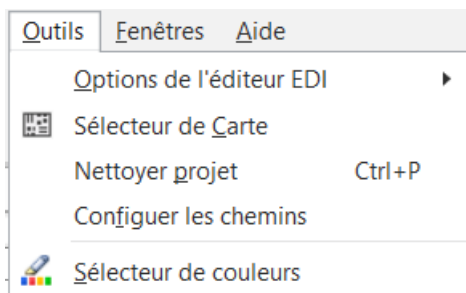 Outils Fenêtres Aide
Options de l'éditeur EDI
Sélecteur de Carte
Nettoyer projet Ctrl+P
Configuer les chemins
Sélecteur de couleurs